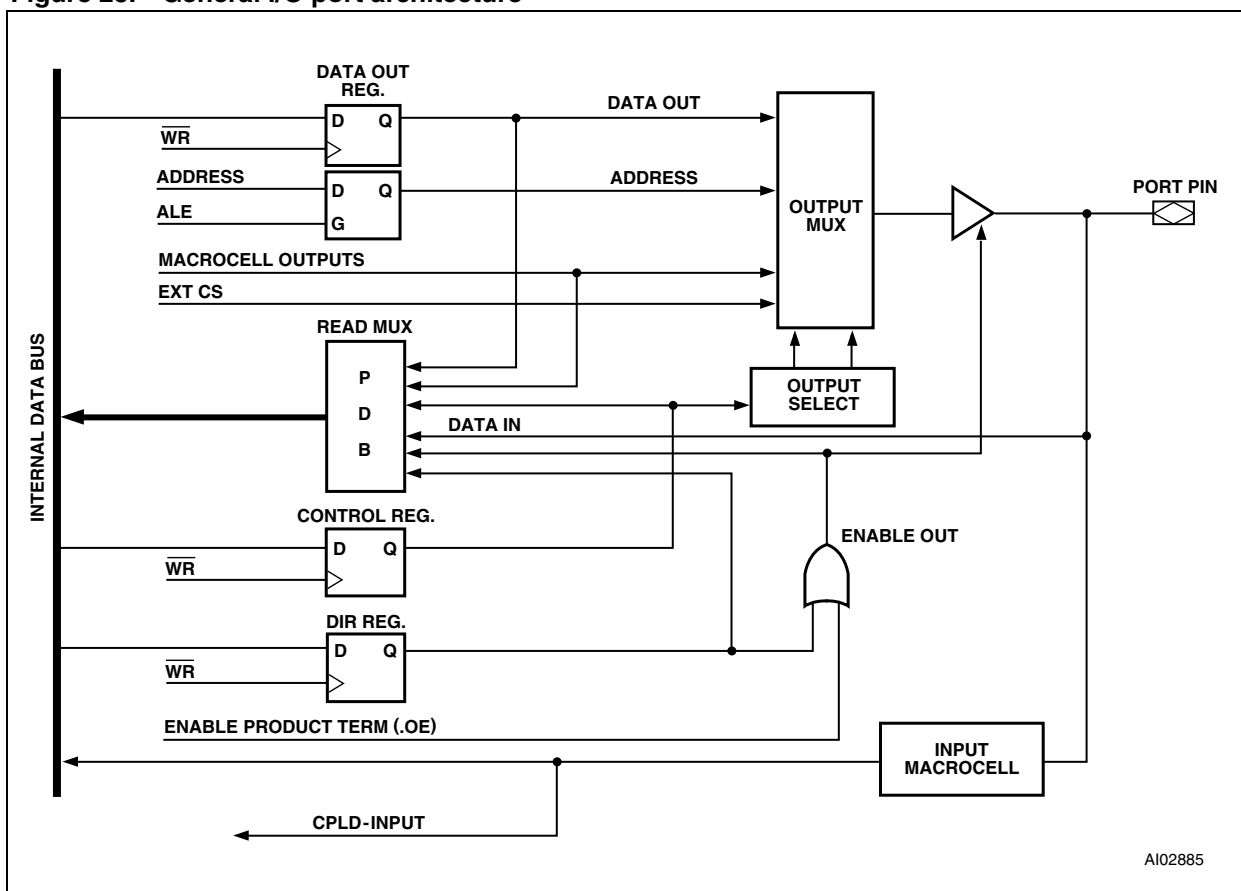 Figure General I/O port architecture
DATA OUT
REG.
D Q
DATA OUT
WR
ADDRESS
D Q
ADDRESS
ALE
G
OUTPUT
MUX
PORT PIN
MACROCELL OUTPUTS
EXT CS
READ MUX
P
D
B
OUTPUT
SELECT
DATA IN
INTERNAL DATA BUS
CONTROL REG.
D Q
WR
ENABLE OUT
DIR REG.
D Q
WR
ENABLE PRODUCT TERM (.OE)
INPUT
MACROCELL
CPLD-INPUT
AI02885